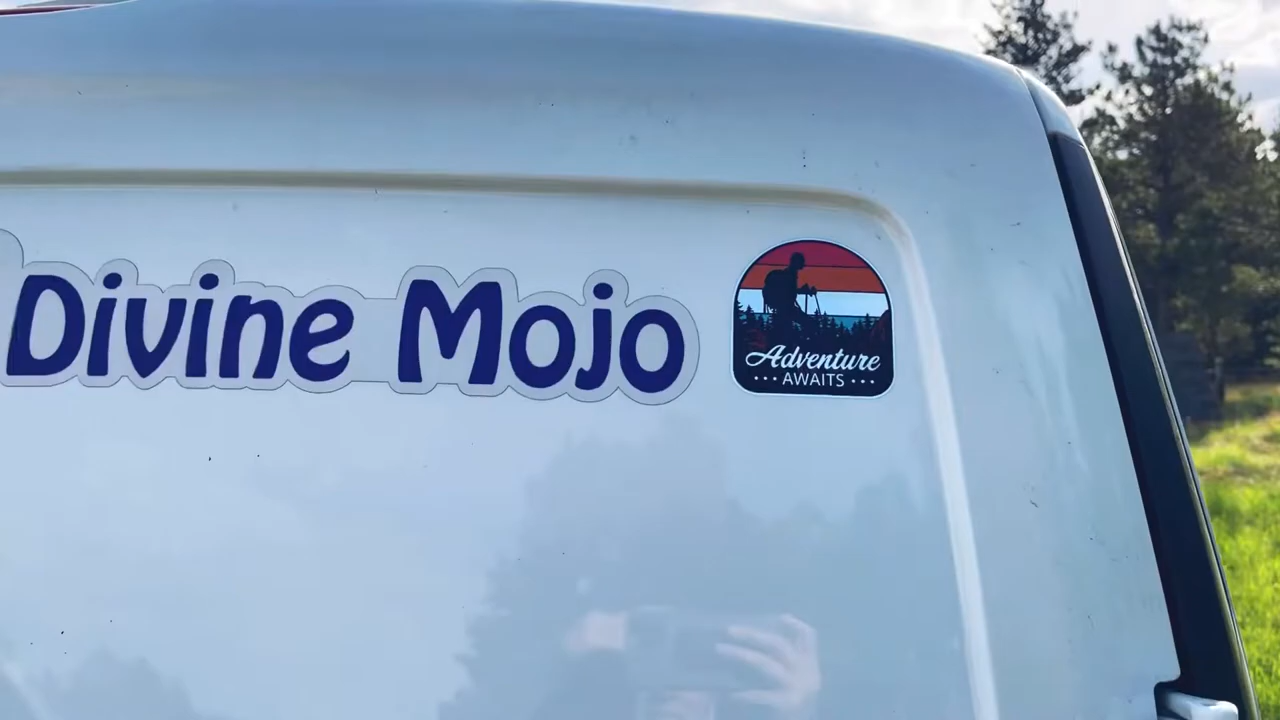 Divine Mojo
Adventure
••• AWAITS •••